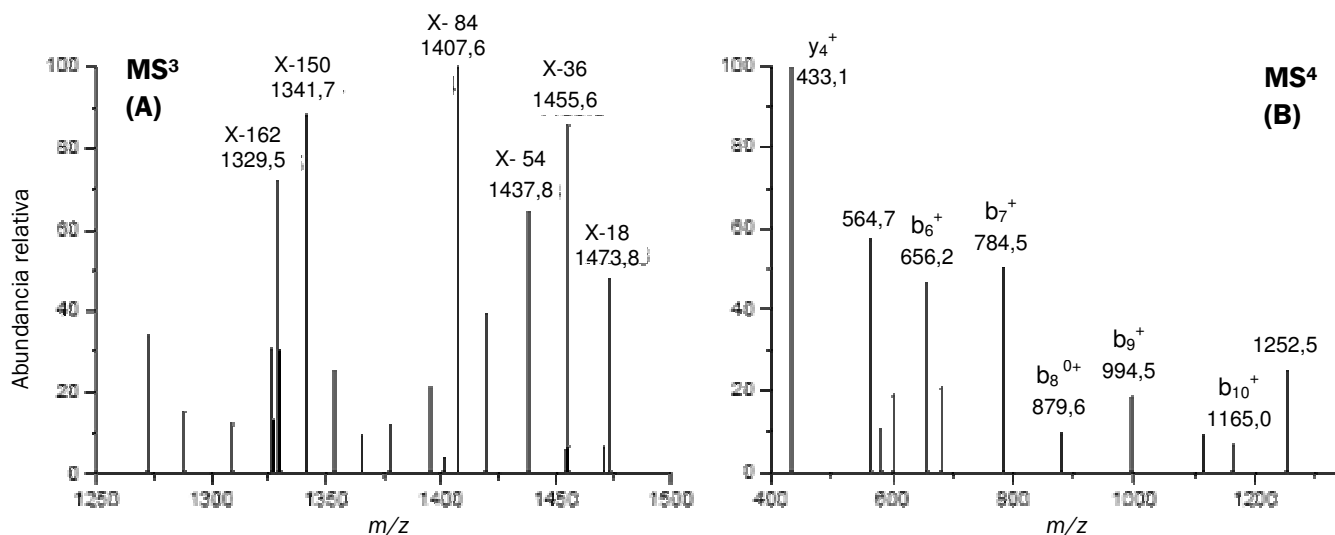 MS³
(A)
X- 84
1407,6
X-150
1341,7
X-36
1455,6
X-162
1329,5
X- 54
1437,8
X-18
1473,8
Abundancia relativa
100
80
60
40
20
0
1250 1300 1350 1400 1450 1500
m/z
MS⁴
(B)
y₄⁺
433,1
564,7
b₆⁺
656,2
b₇⁺
784,5
b₈⁰⁺
879,6
b₉⁺
994,5
b₁₀⁺
1165,0
1252,5
100
80
60
40
20
0
400 600 800 1000 1200
m/z